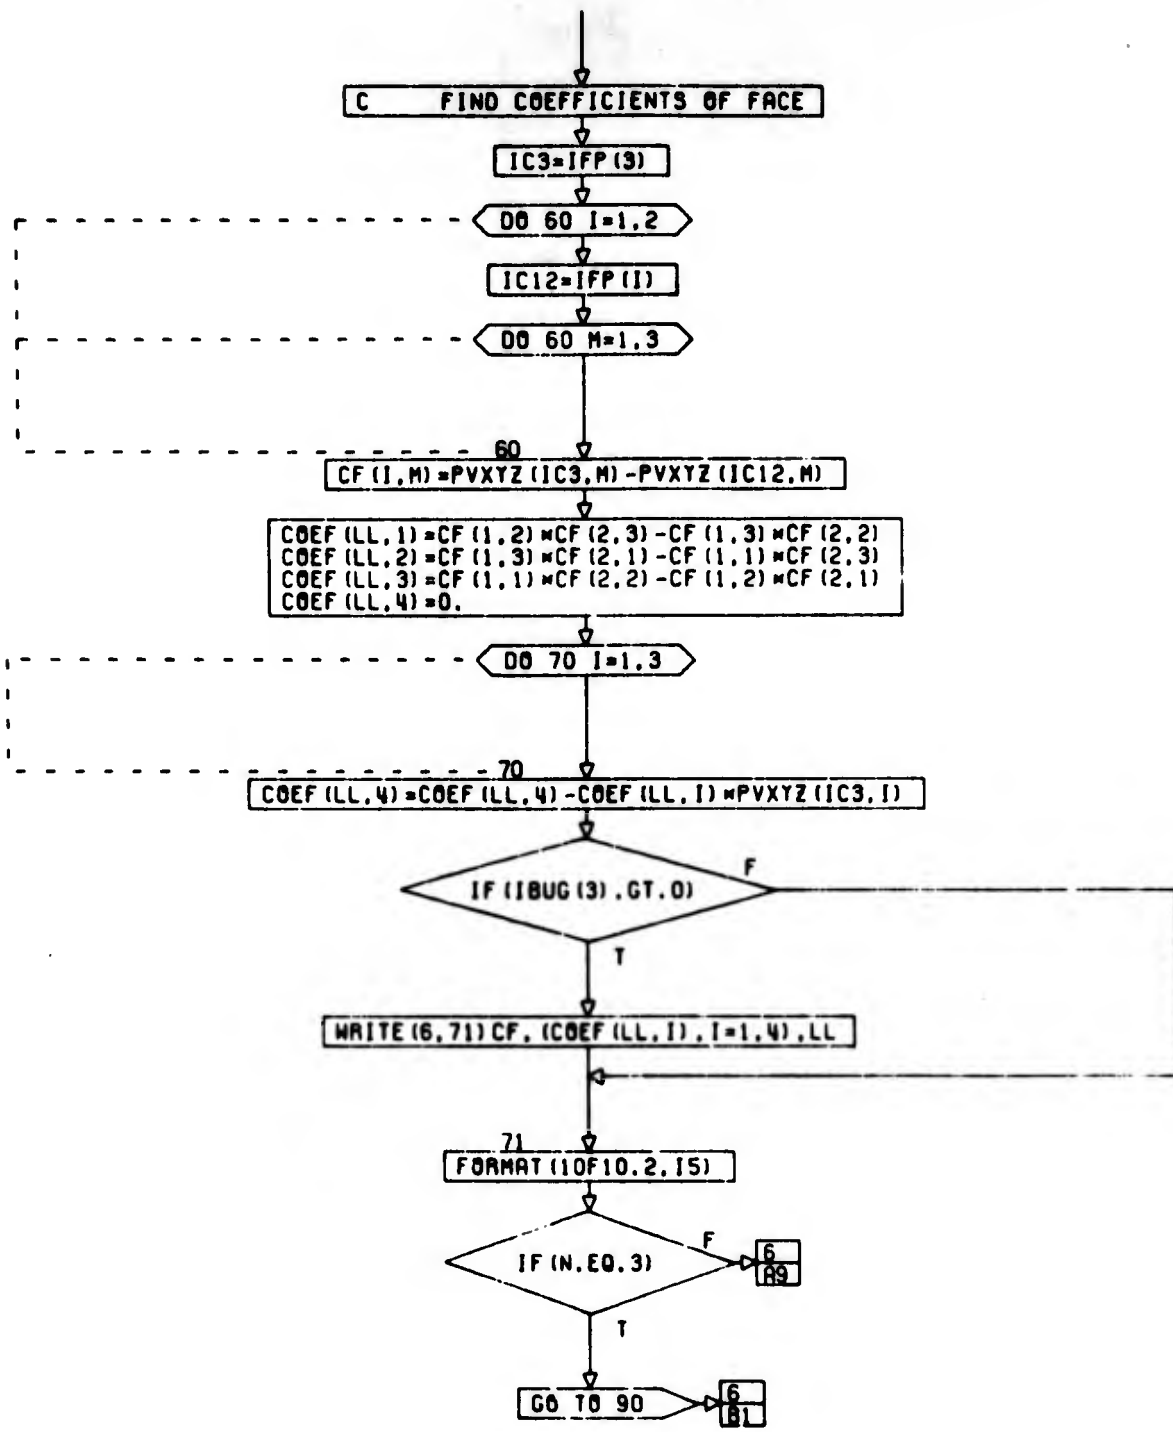 C FIND COEFFICIENTS OF FACE
IC3=IFP(3)
DO 60 I=1,2
IC12=IFP(I)
DO 60 M=1,3
60
CF(I,M)=PVXYZ(IC3,M)-PVXYZ(IC12,M)
COEF(LL,1)=CF(1,2)*CF(2,3)-CF(1,3)*CF(2,2)
COEF(LL,2)=CF(1,3)*CF(2,1)-CF(1,1)*CF(2,3)
COEF(LL,3)=CF(1,1)*CF(2,2)-CF(1,2)*CF(2,1)
COEF(LL,4)=0.
DO 70 I=1,3
70
COEF(LL,4)=COEF(LL,4)-COEF(LL,I)*PVXYZ(IC3,I)
F
IF(IBUG(3).GT.0)
T
WRITE(6,71)CF,(COEF(LL,I),I=1,4),LL
71
FORMAT(10F10.2,I5)
F
IF(N.EQ.3)
6
A9
T
GO TO 90
6
B1